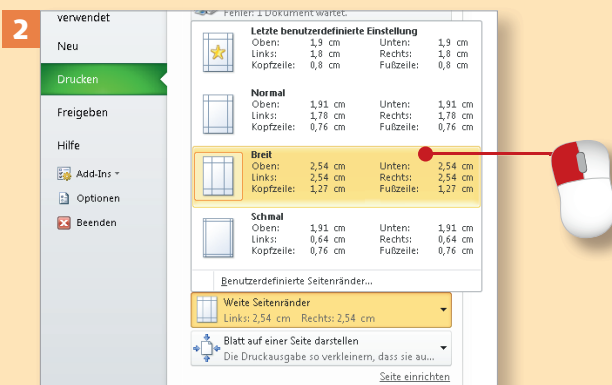 2
verwendet
Neu
Drucken
Freigeben
Hilfe
Add-Ins
Optionen
Beenden
Fehler: 1 Dokument wartet.
Letzte benutzerdefinierte Einstellung
Oben: 1,9 cm Unten: 1,9 cm
Links: 1,8 cm Rechts: 1,8 cm
Kopfzeile: 0,8 cm Fußzeile: 0,8 cm
Normal
Oben: 1,91 cm Unten: 1,91 cm
Links: 1,78 cm Rechts: 1,78 cm
Kopfzeile: 0,76 cm Fußzeile: 0,76 cm
Breit
Oben: 2,54 cm Unten: 2,54 cm
Links: 2,54 cm Rechts: 2,54 cm
Kopfzeile: 1,27 cm Fußzeile: 1,27 cm
Schmal
Oben: 1,91 cm Unten: 1,91 cm
Links: 0,64 cm Rechts: 0,64 cm
Kopfzeile: 0,76 cm Fußzeile: 0,76 cm
Benutzerdefinierte Seitenränder...
Weite Seitenränder
Links: 2,54 cm Rechts: 2,54 cm
Blatt auf einer Seite darstellen
Die Druckausgabe so verkleinern, dass sie au...
Seite einrichten